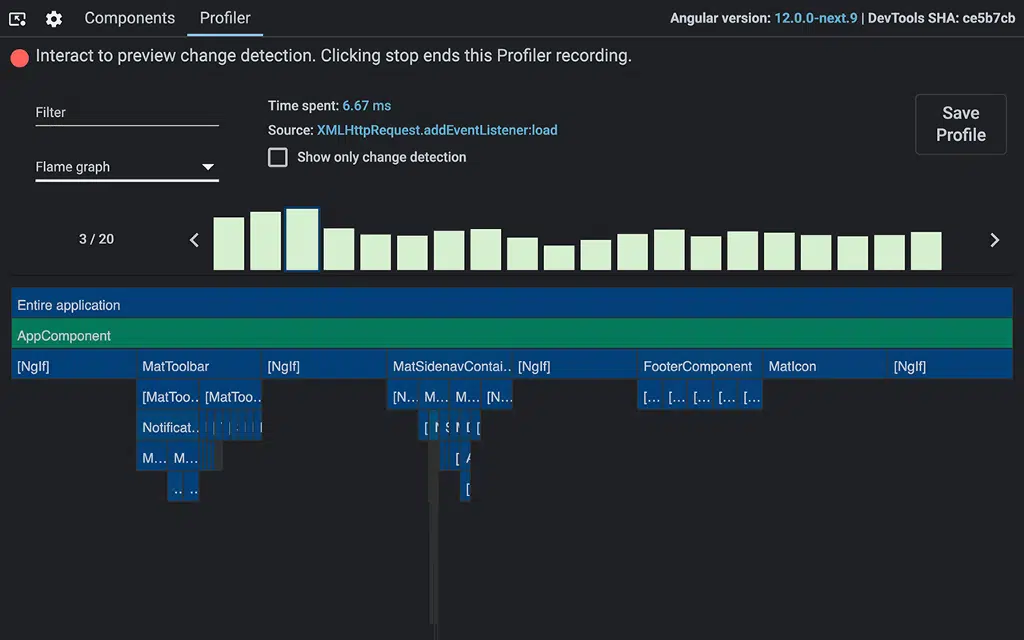 Components Profiler Angular version: 12.0.0-next.9 | DevTools SHA: ce5b7cb
Interact to preview change detection. Clicking stop ends this Profiler recording.
Filter
Flame graph
Time spent: 6.67 ms
Source: XMLHttpRequest.addEventListener:load
Show only change detection
Save
Profile
3 / 20
Entire application
AppComponent
[NgIf] MatToolbar [NgIf] MatSidenavContai.. [NgIf] FooterComponent MatIcon [NgIf]
[MatToo.. [MatToo.. [N... M... M... [N... [... [... [... [... [...
Notificat..
M... M...
.. ..